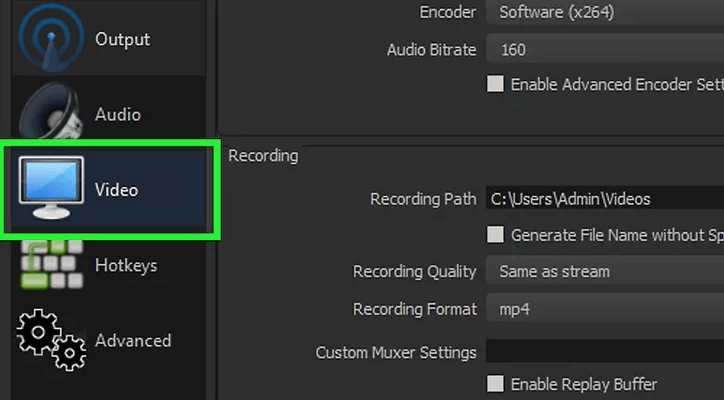 Output
Audio
Video
Hotkeys
Advanced
Encoder Software (x264)
Audio Bitrate 160
Enable Advanced Encoder Sett
Recording
Recording Path C:\Users\Admin\Videos
Generate File Name without Sp
Recording Quality Same as stream
Recording Format mp4
Custom Muxer Settings
Enable Replay Buffer